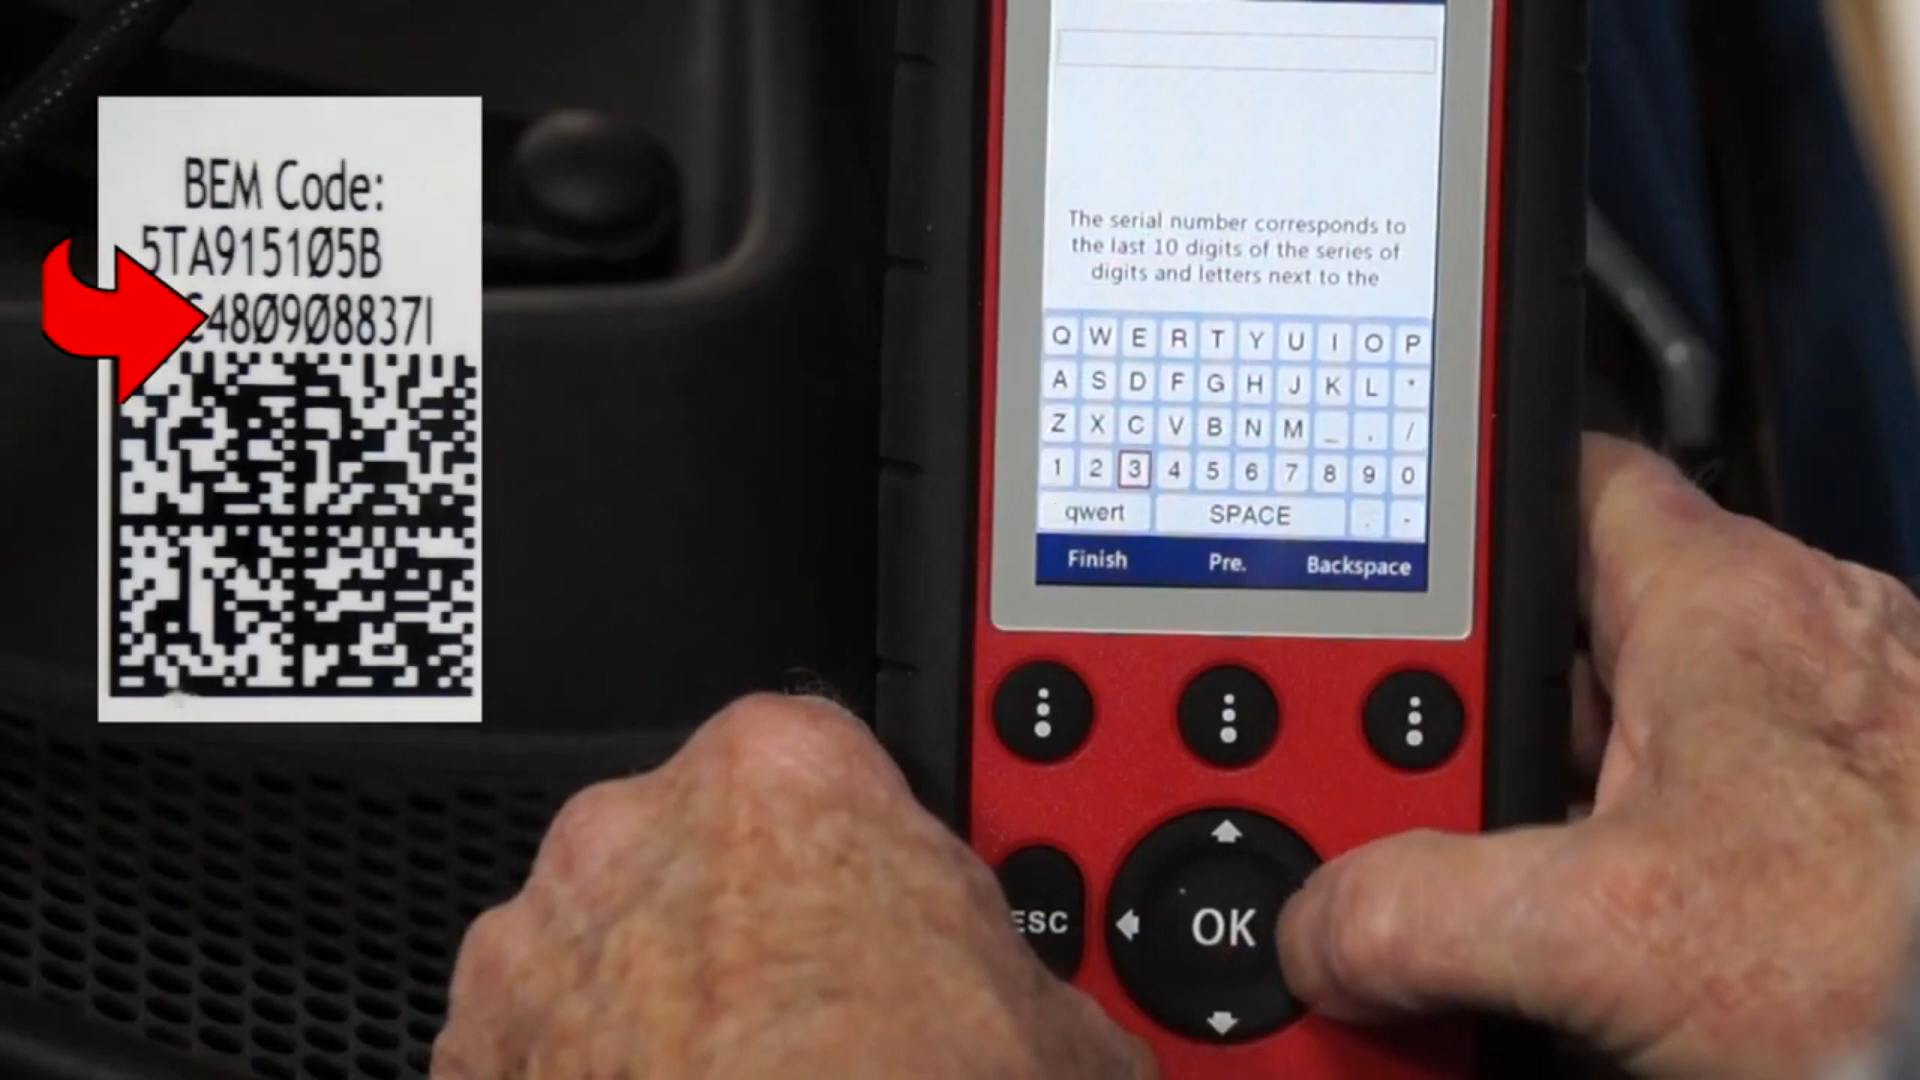 BEM Code:
5TA915105B
4809088371
The serial number corresponds to
the last 10 digits of the series of
digits and letters next to the
Q W E R T Y U I O P
A S D F G H J K L *
Z X C V B N M _ , /
1 2 3 4 5 6 7 8 9 0
qwert SPACE . -
Finish Pre. Backspace
ESC OK